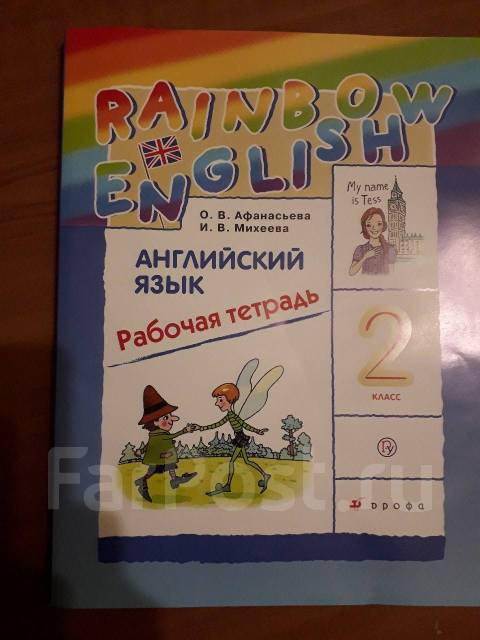 RAINBOW
ENGLISH
О. В. Афанасьева
И. В. Михеева
АНГЛИЙСКИЙ
ЯЗЫК
Рабочая тетрадь
My name
is Tess
2
КЛАСС
дрофа
FarPost.ru